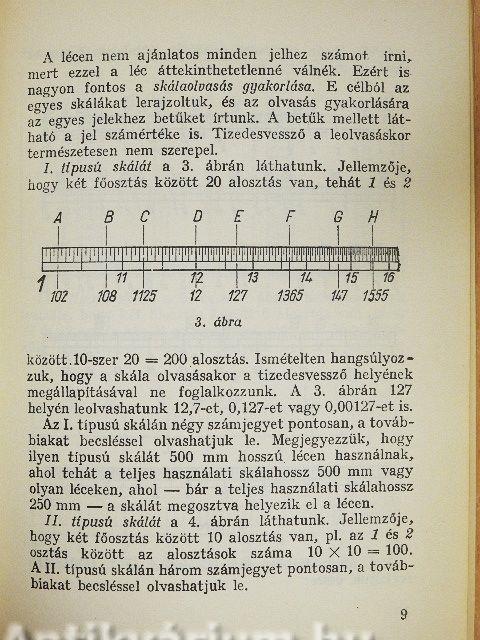 A lécen nem ajánlatos minden jelhez számot írni,
mert ezzel a léc áttekinthetetlenné válnék. Ezért is
nagyon fontos a skálaolvasás gyakorlása. E célból az
egyes skálákat lerajzoltuk, és az olvasás gyakorlására
az egyes jelekhez betűket írtunk. A betűk mellett lát-
ható a jel számértéke is. Tizedesvessző a leolvasáskor
természetesen nem szerepel.
I. típusú skálát a 3. ábrán láthatunk. Jellemzője,
hogy két főosztás között 20 alosztás van, tehát 1 és 2
A B C D E F G H
1 11 12 13 14 15 16
102 108 1125 12 127 1365 147 1555
3. ábra
között 10-szer 20 = 200 alosztás. Ismételten hangsúlyoz-
zuk, hogy a skála olvasásakor a tizedesvessző helyének
megállapításával ne foglalkozzunk. A 3. ábrán 127
helyén leolvashatunk 12,7-et, 0,127-et vagy 0,00127-et is.
Az I. típusú skálán négy számjegyet pontosan, a továb-
biakat becsléssel olvashatjuk le. Megjegyezzük, hogy
ilyen típusú skálát 500 mm hosszú lécen használnak,
ahol tehát a teljes használati skálahossz 500 mm vagy
olyan léceken, ahol — bár a teljes használati skálahossz
250 mm — a skálát megosztva helyezik el a lécen.
II. típusú skálát a 4. ábrán láthatunk. Jellemzője,
hogy két főosztás között 10 alosztás van, pl. az 1 és 2
osztás között az alosztások száma 10 × 10 = 100.
A II. típusú skálán három számjegyet pontosan, a továb-
biakat becsléssel olvashatjuk le.
9
Antikvárium.hu